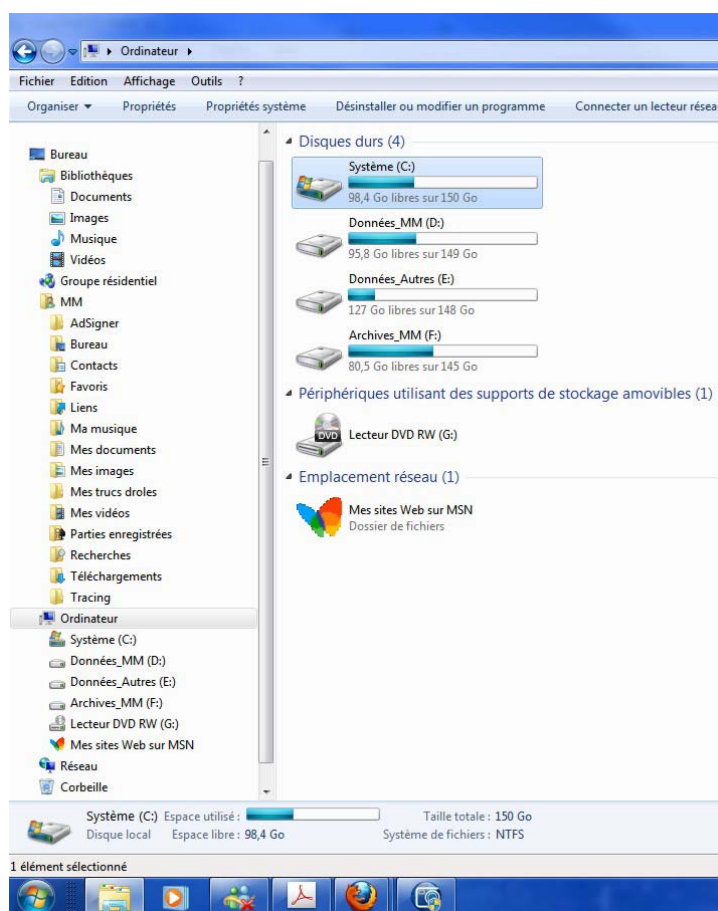 Ordinateur
Fichier Edition Affichage Outils ?
Organiser Propriétés Propriétés système Désinstaller ou modifier un programme Connecter un lecteur résea
Bureau
Bibliothèques
Documents
Images
Musique
Vidéos
Groupe résidentiel
MM
AdSigner
Bureau
Contacts
Favoris
Liens
Ma musique
Mes documents
Mes images
Mes trucs droles
Mes vidéos
Parties enregistrées
Recherches
Téléchargements
Tracing
Ordinateur
Système (C:)
Données_MM (D:)
Données_Autres (E:)
Archives_MM (F:)
Lecteur DVD RW (G:)
Mes sites Web sur MSN
Réseau
Corbeille
Disques durs (4)
Système (C:)
98,4 Go libres sur 150 Go
Données_MM (D:)
95,8 Go libres sur 149 Go
Données_Autres (E:)
127 Go libres sur 148 Go
Archives_MM (F:)
80,5 Go libres sur 145 Go
Périphériques utilisant des supports de stockage amovibles (1)
DVD
Lecteur DVD RW (G:)
Emplacement réseau (1)
Mes sites Web sur MSN
Dossier de fichiers
Système (C:) Espace utilisé : Taille totale : 150 Go
Disque local Espace libre : 98,4 Go Système de fichiers : NTFS
1 élément sélectionné